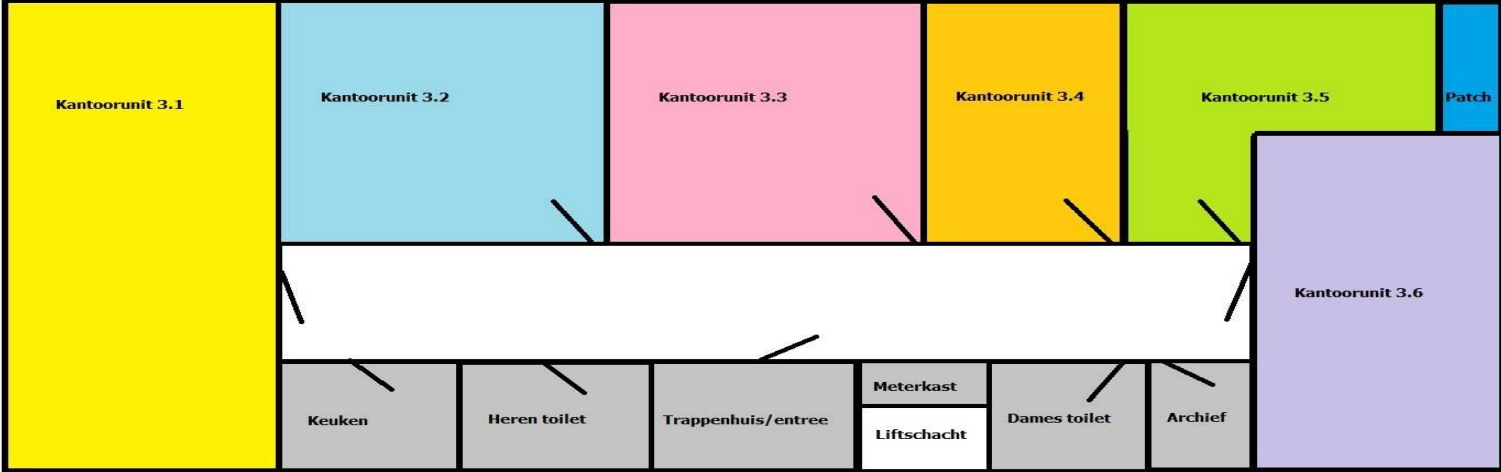 Kantoorunit 3.1
Kantoorunit 3.2
Kantoorunit 3.3
Kantoorunit 3.4
Kantoorunit 3.5
Patch
Kantoorunit 3.6
Keuken
Heren toilet
Trappenhuis/entree
Meterkast
Liftschacht
Dames toilet
Archief